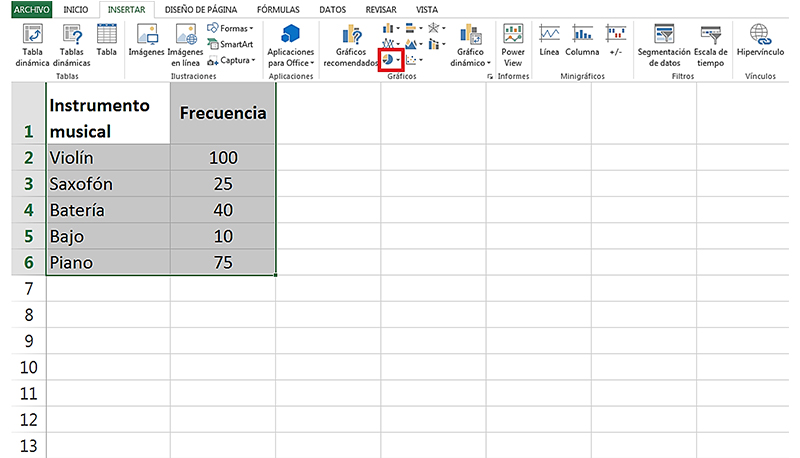 ARCHIVO INICIO INSERTAR DISEÑO DE PÁGINA FÓRMULAS DATOS REVISAR VISTA
Tabla dinámica
Tablas dinámicas
Tabla
Tablas
Imágenes
Imágenes en línea
Formas
SmartArt
Captura
Ilustraciones
Aplicaciones para Office
Aplicaciones
Gráficos recomendados
Gráfico dinámico
Gráficos
Power View
Informes
Línea
Columna
+/-
Minigráficos
Segmentación de datos
Escala de tiempo
Filtros
Hipervínculo
Vínculos
Instrumento
1 musical Frecuencia
2 Violín 100
3 Saxofón 25
4 Batería 40
5 Bajo 10
6 Piano 75
7
8
9
10
11
12
13